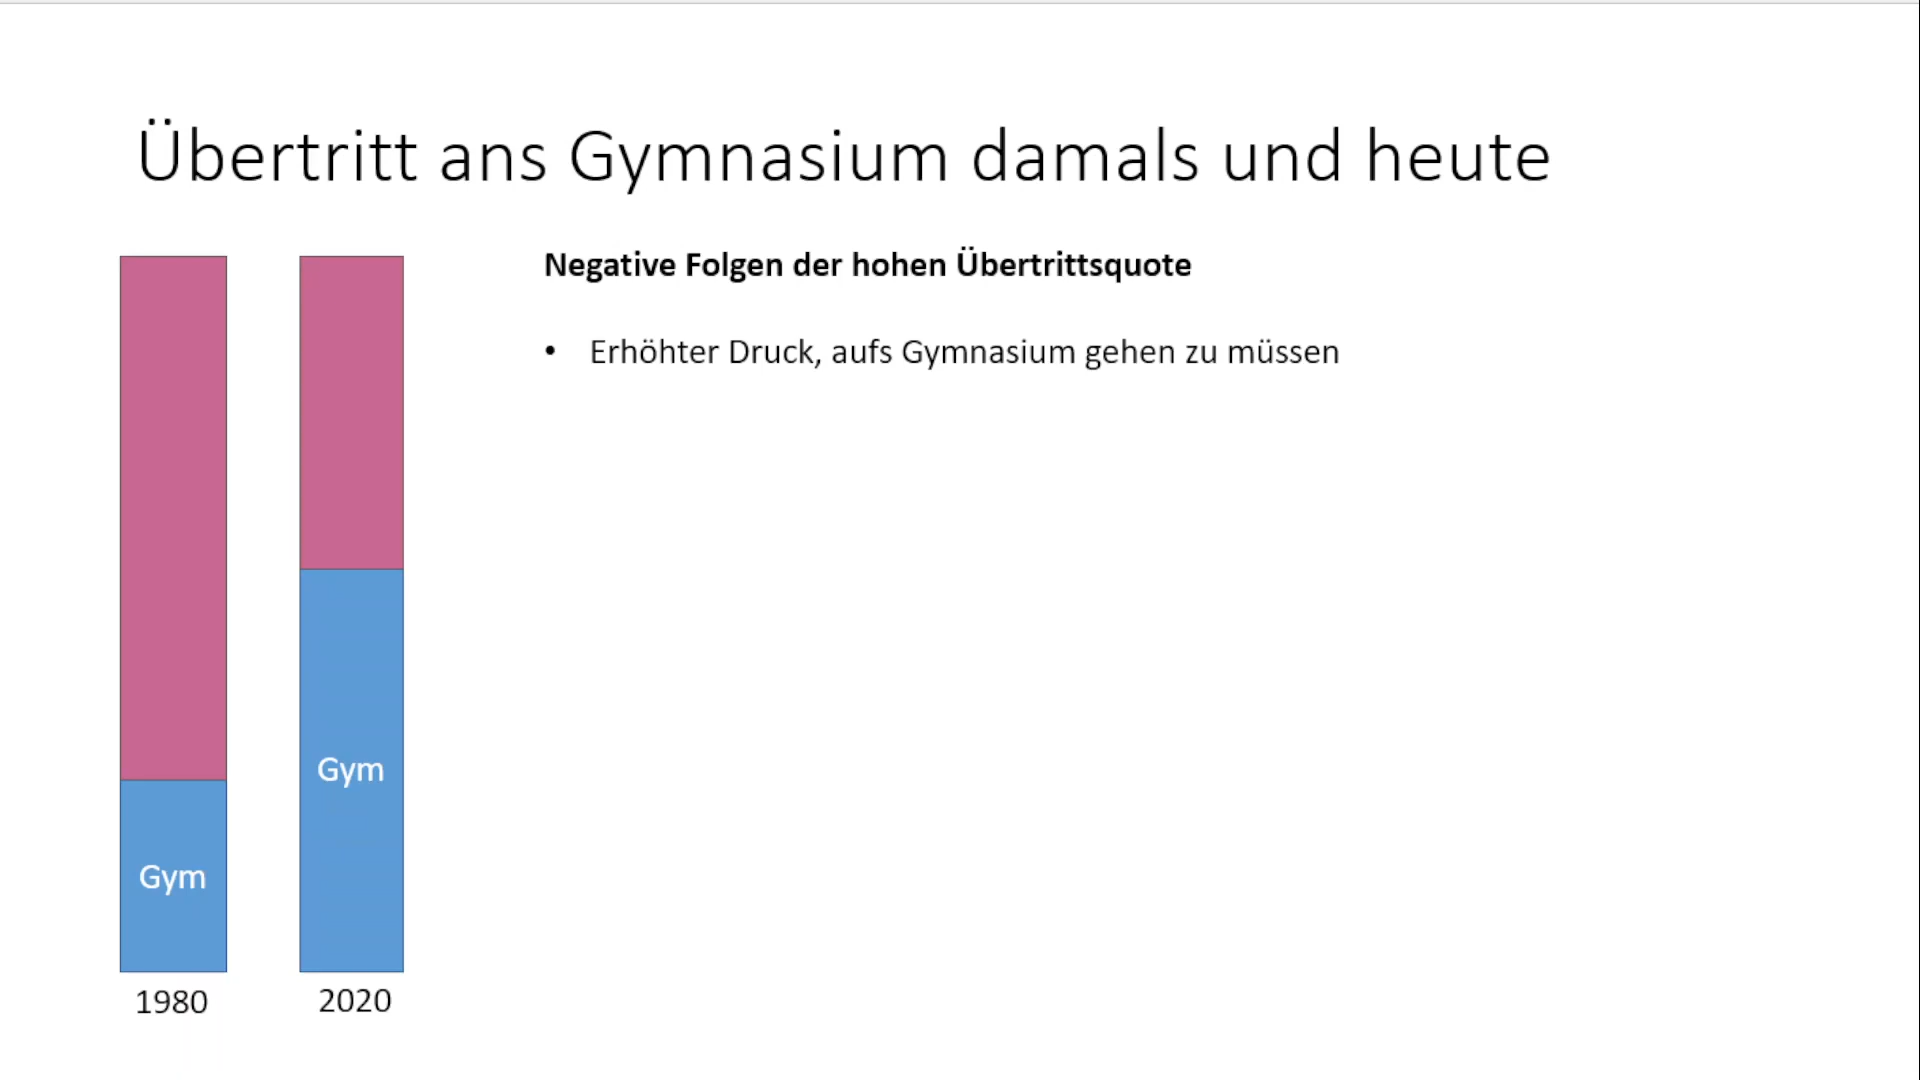 Übertritt ans Gymnasium damals und heute
Negative Folgen der hohen Übertrittsquote
• Erhöhter Druck, aufs Gymnasium gehen zu müssen
Gym
Gym
1980
2020